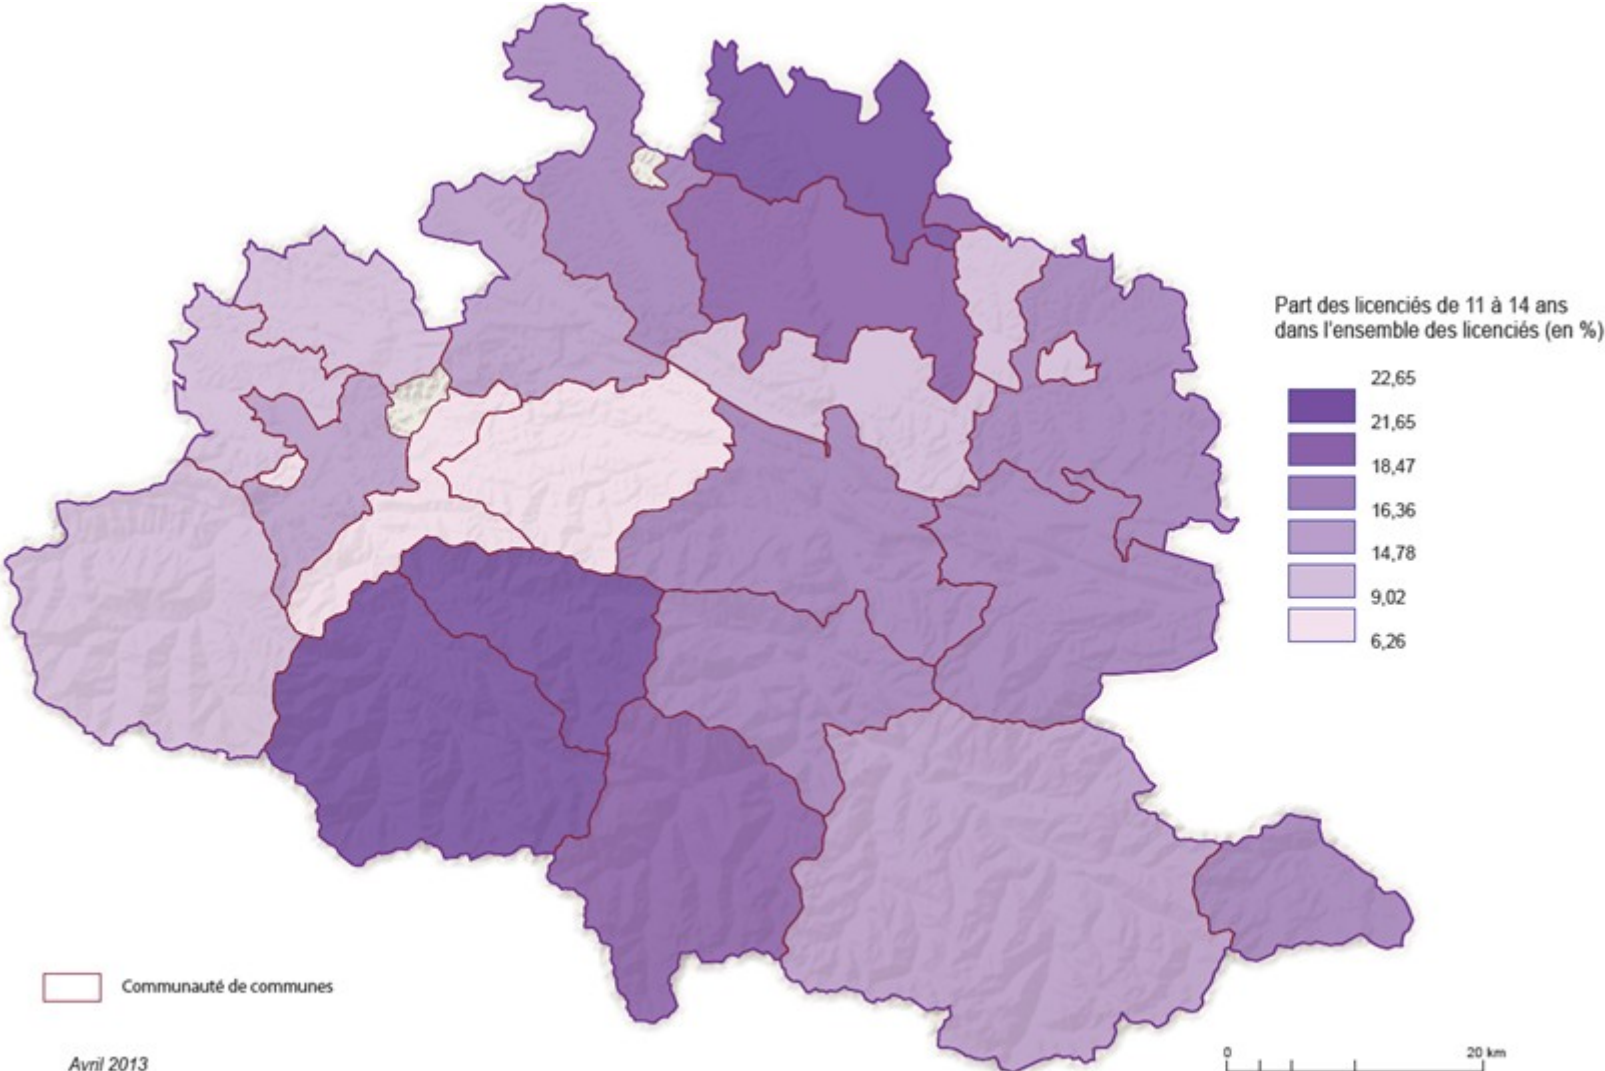 Part des licenciés de 11 à 14 ans
dans l'ensemble des licenciés (en %)
22,65
21,65
18,47
16,36
14,78
9,02
6,26
Communauté de communes
Avril 2013
0 20 km